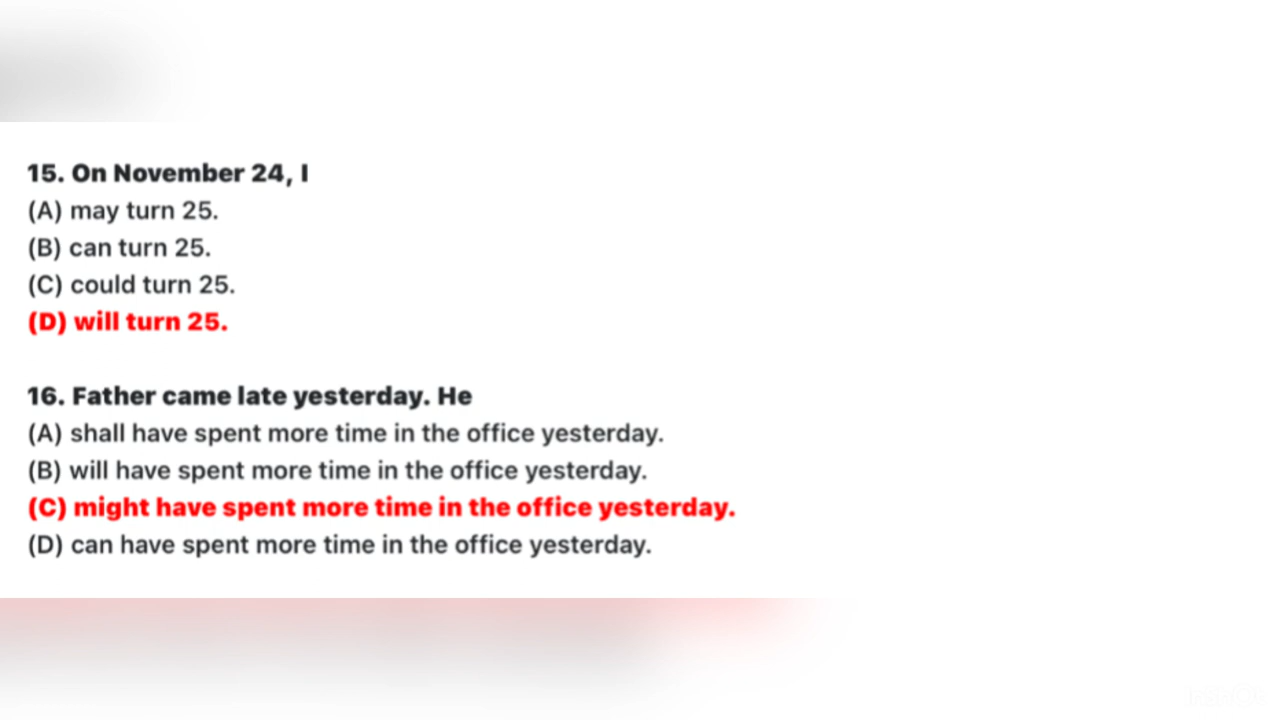 15. On November 24, I
(A) may turn 25.
(B) can turn 25.
(C) could turn 25.
(D) will turn 25.
16. Father came late yesterday. He
(A) shall have spent more time in the office yesterday.
(B) will have spent more time in the office yesterday.
(C) might have spent more time in the office yesterday.
(D) can have spent more time in the office yesterday.